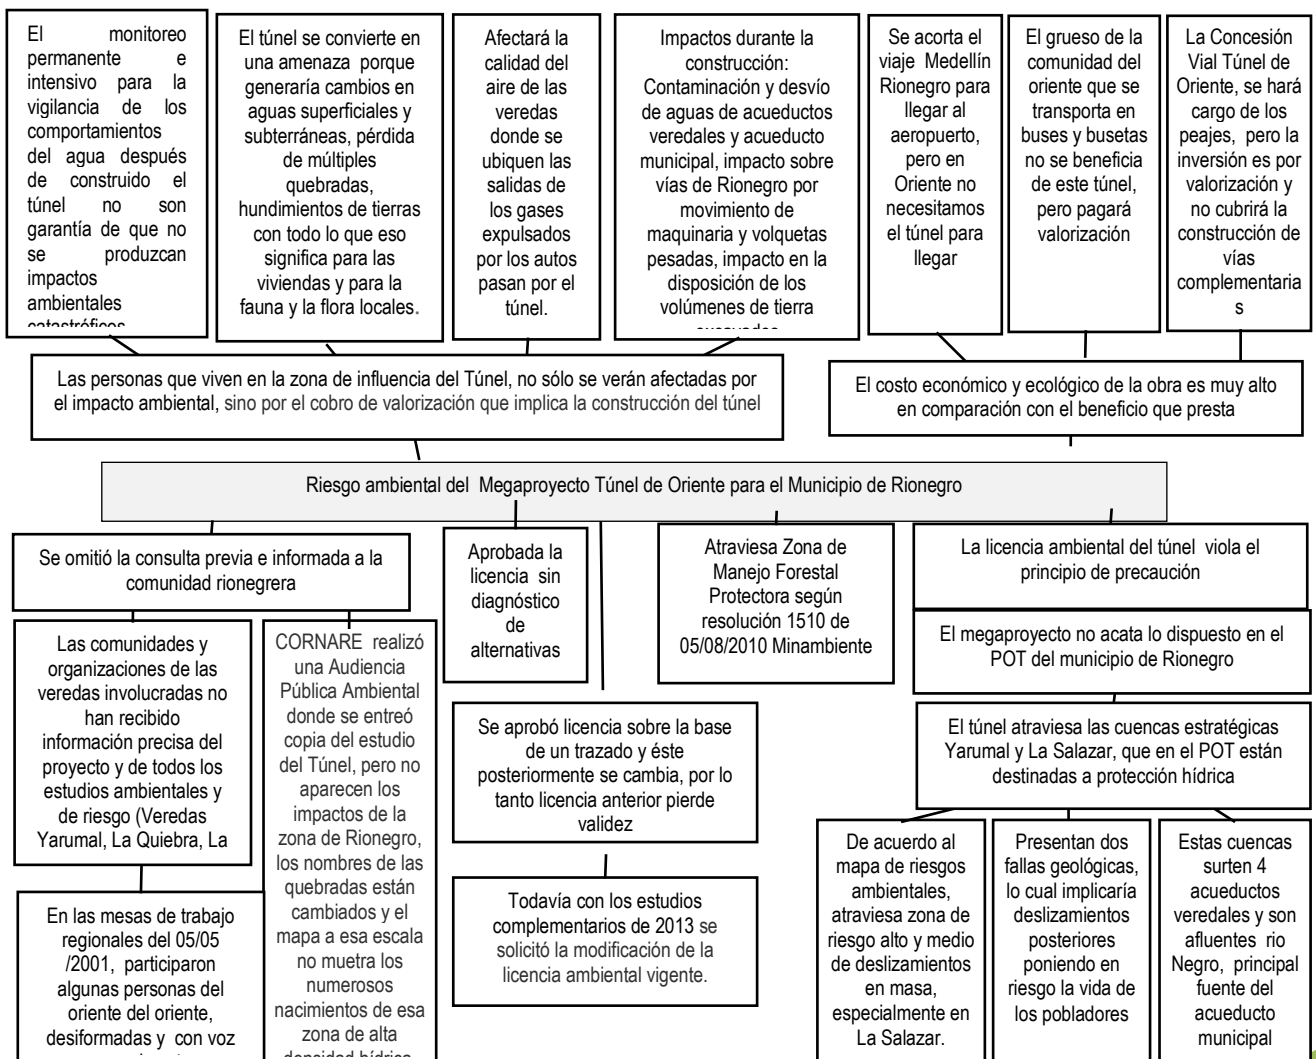 El monitoreo
permanente e
intensivo para la
vigilancia de los
comportamientos
del agua después
de construido el
túnel no son
garantía de que no
se produzcan
impactos
ambientales
catastróficos
El túnel se convierte en
una amenaza porque
generaría cambios en
aguas superficiales y
subterráneas, pérdida
de múltiples
quebradas,
hundimientos de tierras
con todo lo que eso
significa para las
viviendas y para la
fauna y la flora locales.
Afectará la
calidad del
aire de las
veredas
donde se
ubiquen las
salidas de
los gases
expulsados
por los autos
pasan por el
túnel.
Impactos durante la
construcción:
Contaminación y desvío
de aguas de acueductos
veredales y acueducto
municipal, impacto sobre
vías de Rionegro por
movimiento de
maquinaria y volquetas
pesadas, impacto en la
disposición de los
volúmenes de tierra
Se acorta el
viaje Medellín
Rionegro para
llegar al
aeropuerto,
pero en
Oriente no
necesitamos
el túnel para
llegar
El grueso de la
comunidad del
oriente que se
transporta en
buses y busetas
no se beneficia
de este túnel,
pero pagará
valorización
La Concesión
Vial Túnel de
Oriente, se hará
cargo de los
peajes, pero la
inversión es por
valorización y
no cubrirá la
construcción de
vías
complementaria
s
Las personas que viven en la zona de influencia del Túnel, no sólo se verán afectadas por
el impacto ambiental, sino por el cobro de valorización que implica la construcción del túnel
El costo económico y ecológico de la obra es muy alto
en comparación con el beneficio que presta
Riesgo ambiental del Megaproyecto Túnel de Oriente para el Municipio de Rionegro
Se omitió la consulta previa e informada a la
comunidad rionegrera
Las comunidades y
organizaciones de las
veredas involucradas no
han recibido
información precisa del
proyecto y de todos los
estudios ambientales y
de riesgo (Veredas
Yarumal, La Quiebra, La
En las mesas de trabajo
regionales del 05/05
/2001, participaron
algunas personas del
oriente del oriente,
desiformadas y con voz
CORNARE realizó
una Audiencia
Pública Ambiental
donde se entreó
copia del estudio
del Túnel, pero no
aparecen los
impactos de la
zona de Rionegro,
los nombres de las
quebradas están
cambiados y el
mapa a esa escala
no muetra los
numerosos
nacimientos de esa
zona de alta
densidad hídrica
Aprobada la
licencia sin
diagnóstico
de
alternativas
Se aprobó licencia sobre la base
de un trazado y éste
posteriormente se cambia, por lo
tanto licencia anterior pierde
validez
Todavía con los estudios
complementarios de 2013 se
solicitó la modificación de la
licencia ambiental vigente.
Atraviesa Zona de
Manejo Forestal
Protectora según
resolución 1510 de
05/08/2010 Minambiente
La licencia ambiental del túnel viola el
principio de precaución
El megaproyecto no acata lo dispuesto en el
POT del municipio de Rionegro
El túnel atraviesa las cuencas estratégicas
Yarumal y La Salazar, que en el POT están
destinadas a protección hídrica
De acuerdo al
mapa de riesgos
ambientales,
atraviesa zona de
riesgo alto y medio
de deslizamientos
en masa,
especialmente en
La Salazar.
Presentan dos
fallas geológicas,
lo cual implicaría
deslizamientos
posteriores
poniendo en
riesgo la vida de
los pobladores
Estas cuencas
surten 4
acueductos
veredales y son
afluentes rio
Negro, principal
fuente del
acueducto
municipal